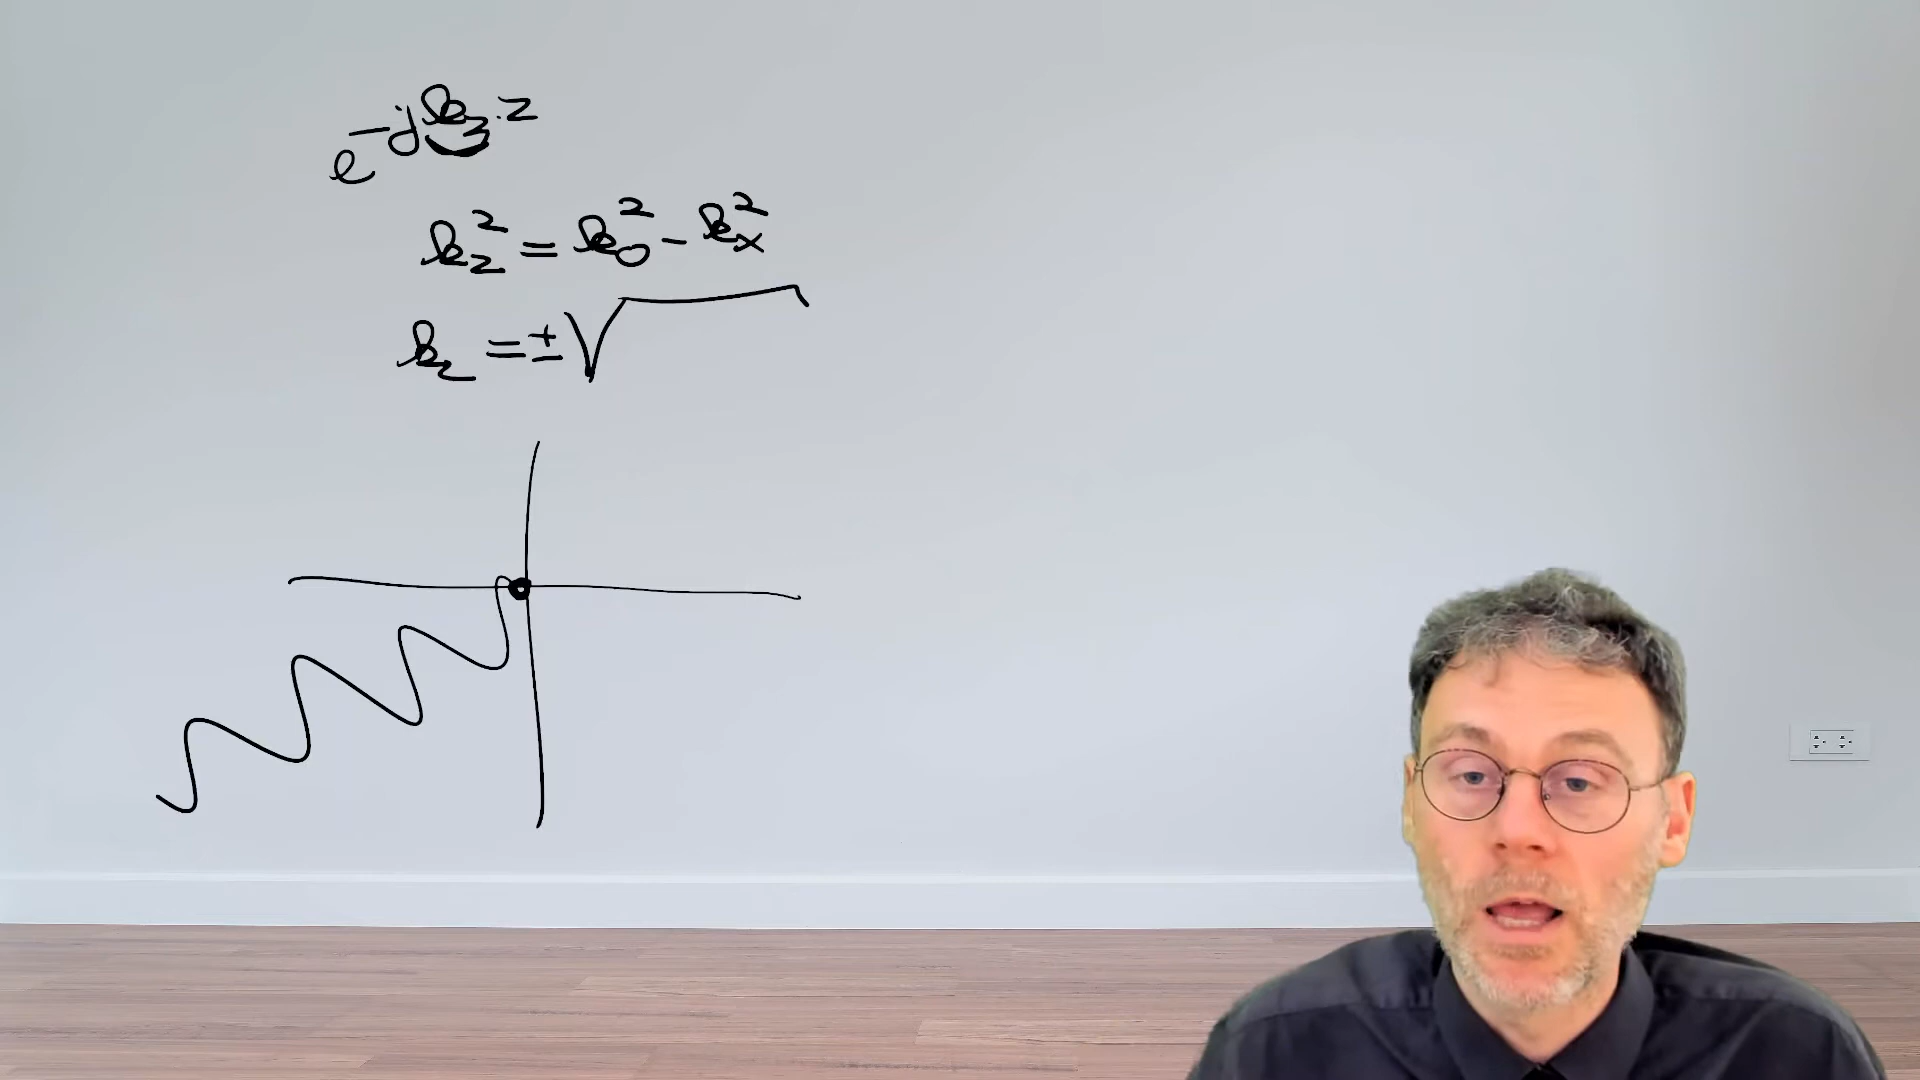 e^{-jk_z·z}
k_z^2 = k_0^2 - k_x^2
k_z = ±√